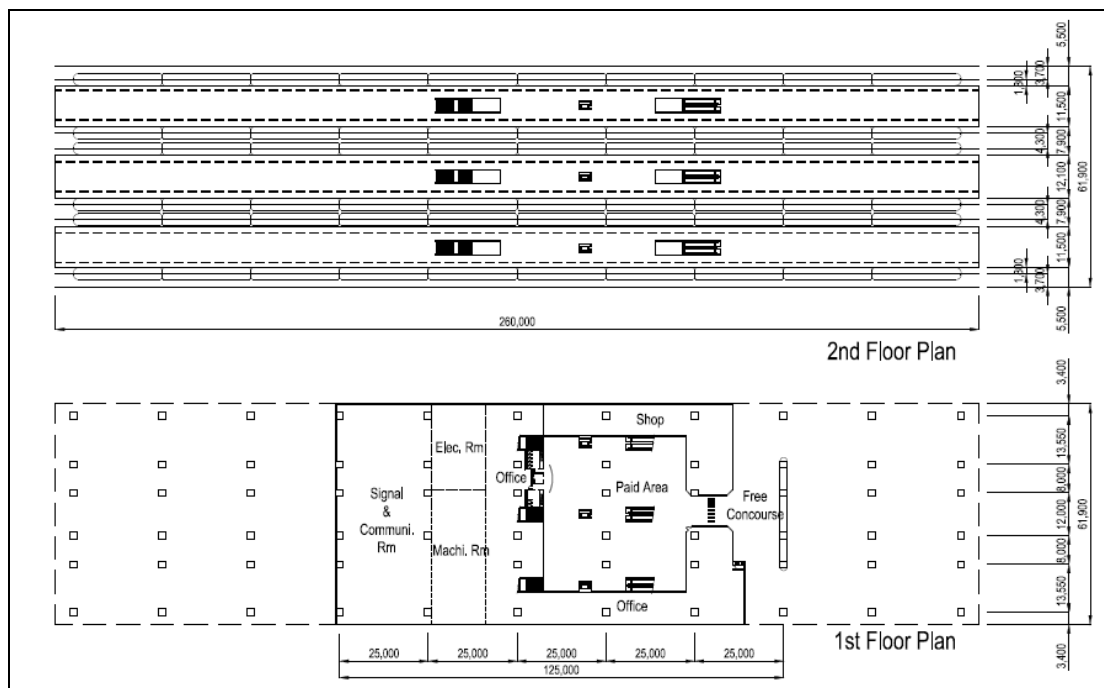 5,500
3,700
1,800
11,500
4,300
7,900
12,100
61,900
4,300
7,900
11,500
1,800
3,700
5,500
260,000
2nd Floor Plan
3,400
Shop
Elec. Rm
13,550
Office
Paid Area
8,000
Signal
&
Communi.
Rm
Free
Concourse
12,000
61,900
Machi. Rm
8,000
Office
13,550
1st Floor Plan
25,000 25,000 25,000 25,000 25,000
125,000
3,400